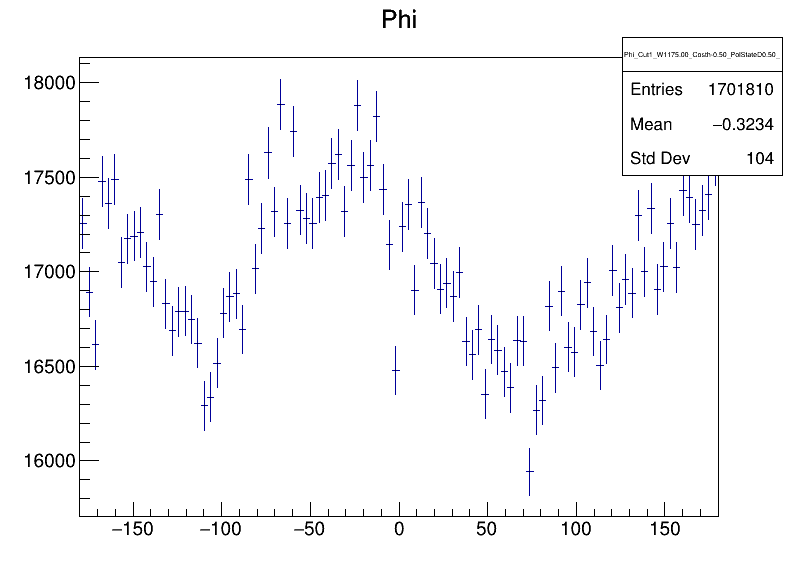 Phi
Phi_Cut1_W1175.00_Costh-0.50_PolStateD0.50_
Entries 1701810
Mean −0.3234
Std Dev 104
18000
17500
17000
16500
16000
−150 −100 −50 0 50 100 150